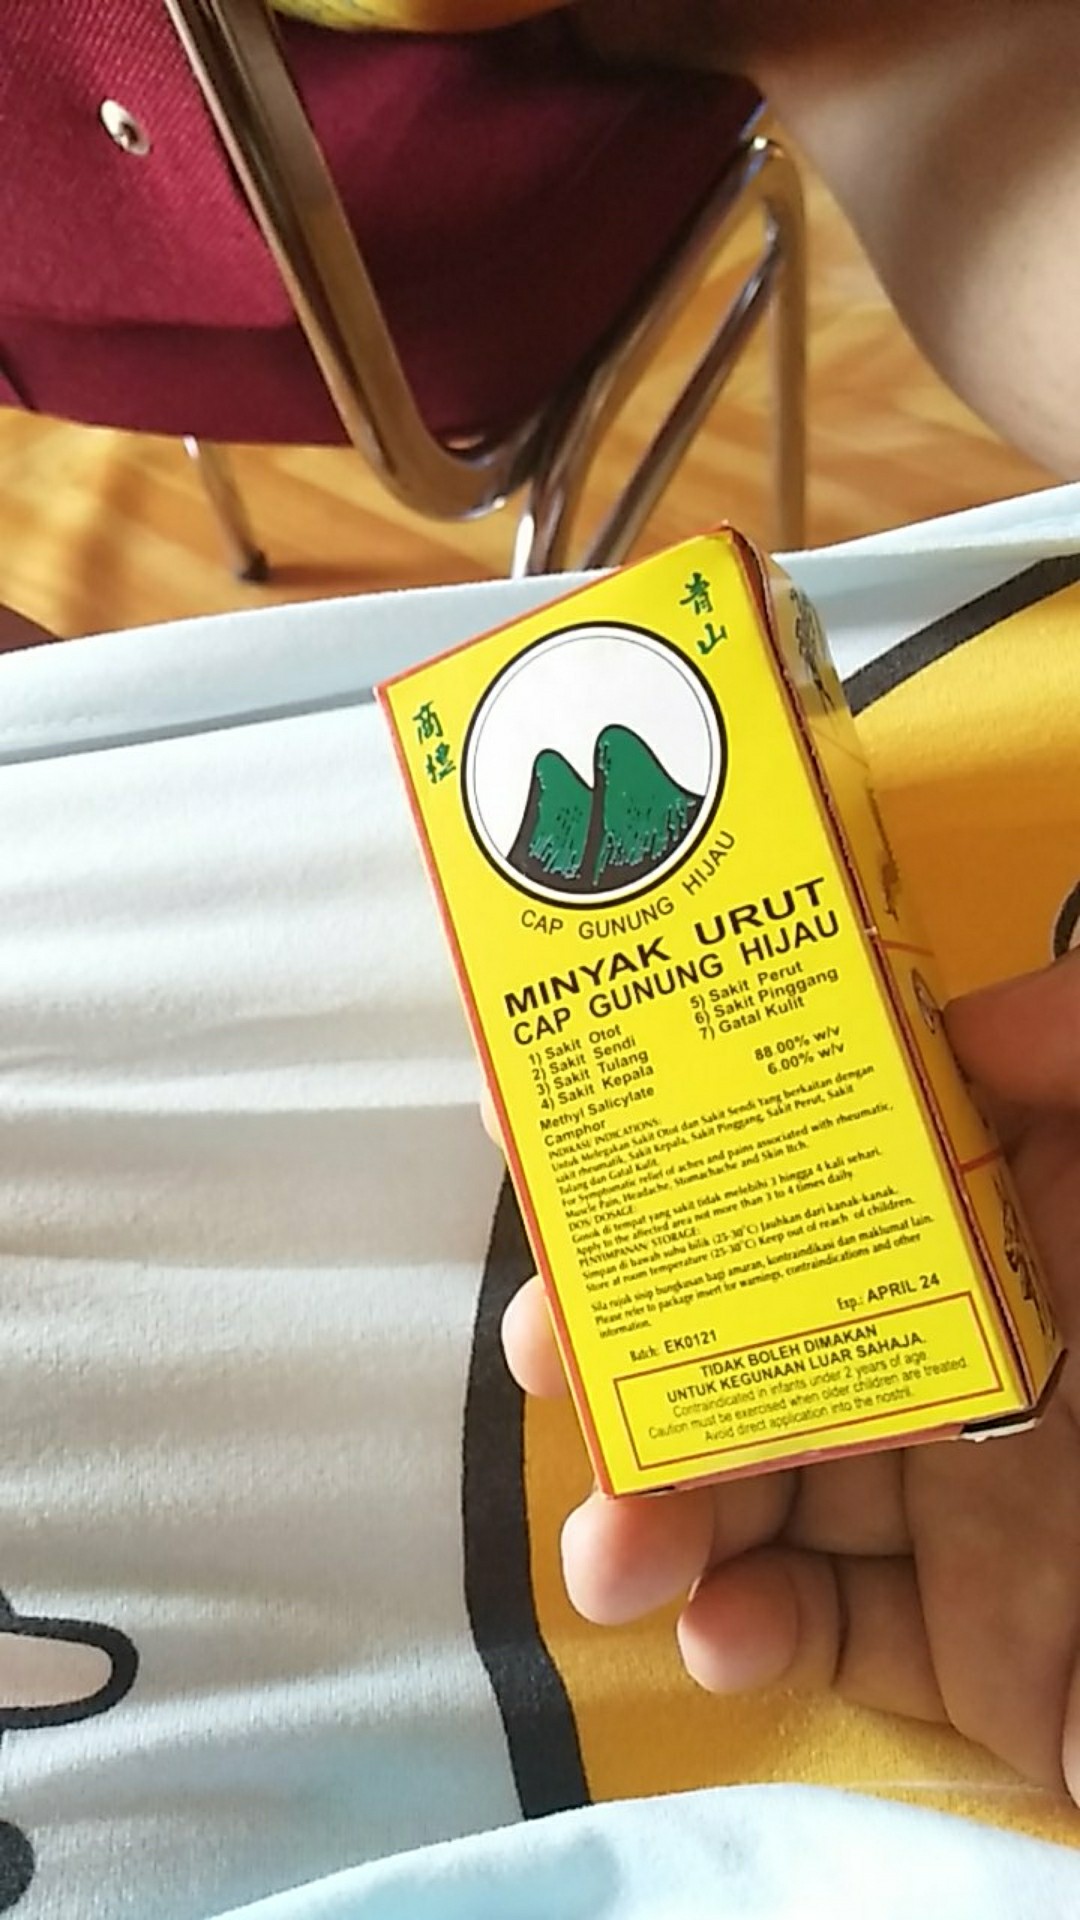 青山
商標
CAP GUNUNG HIJAU
MINYAK URUT
CAP GUNUNG HIJAU
1) Sakit Otot
2) Sakit Sendi
3) Sakit Tulang
4) Sakit Kepala
5) Sakit Perut
6) Sakit Pinggang
7) Gatal Kulit
Methyl Salicylate 88.00% w/v
Camphor 6.00% w/v
INDIKASI/INDICATIONS:
Untuk Melegakan Sakit Otot dan Sakit Sendi Yang berkaitan dengan
sakit rheumatik, Sakit Kepala, Sakit Pinggang, Sakit Perut, Sakit
Tulang dan Gatal Kulit.
For Symptomatic relief of aches and pains associated with rheumatic,
Muscle Pain, Headache, Stomachache and Skin Itch.
DOS/DOSAGE:
Gosok di tempat yang sakit tidak melebihi 3 hingga 4 kali sehari.
Apply to the affected area not more than 3 to 4 times daily
PENYIMPANAN/STORAGE:
Simpan di bawah suhu bilik (25-30°C) Jauhkan dari kanak-kanak.
Store at room temperature (25-30°C) Keep out of reach of children.
Sila rujuk sisip bungkusan bagi amaran, kontraindikasi dan maklumat lain.
Please refer to package insert for warnings, contraindications and other
information.
Batch: EK0121 Exp.: APRIL 24
TIDAK BOLEH DIMAKAN
UNTUK KEGUNAAN LUAR SAHAJA.
Contraindicated in infants under 2 years of age
Caution must be exercised when older children are treated.
Avoid direct application into the nostril.